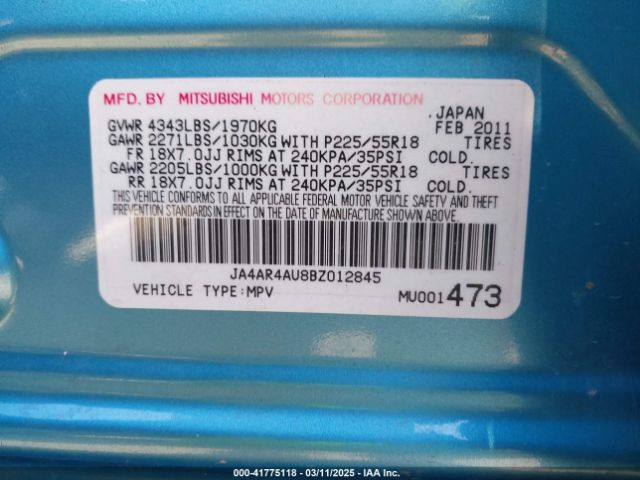 MFD. BY MITSUBISHI MOTORS CORPORATION, JAPAN
GVWR 4343LBS/1970KG FEB 2011
GAWR 2271LBS/1030KG WITH P225/55R18 TIRES
FR 18X7.0JJ RIMS AT 240KPA/35PSI COLD.
GAWR 2205LBS/1000KG WITH P225/55R18 TIRES
RR 18X7.0JJ RIMS AT 240KPA/35PSI COLD.
THIS VEHICLE CONFORMS TO ALL APPLICABLE FEDERAL MOTOR VEHICLE SAFETY AND THEFT
PREVENTION STANDARDS IN EFFECT ON THE DATE OF MANUFACTURE SHOWN ABOVE.
JA4AR4AU8BZ012845
VEHICLE TYPE:MPV MU001473
000-41775118 - 03/11/2025 - IAA Inc.